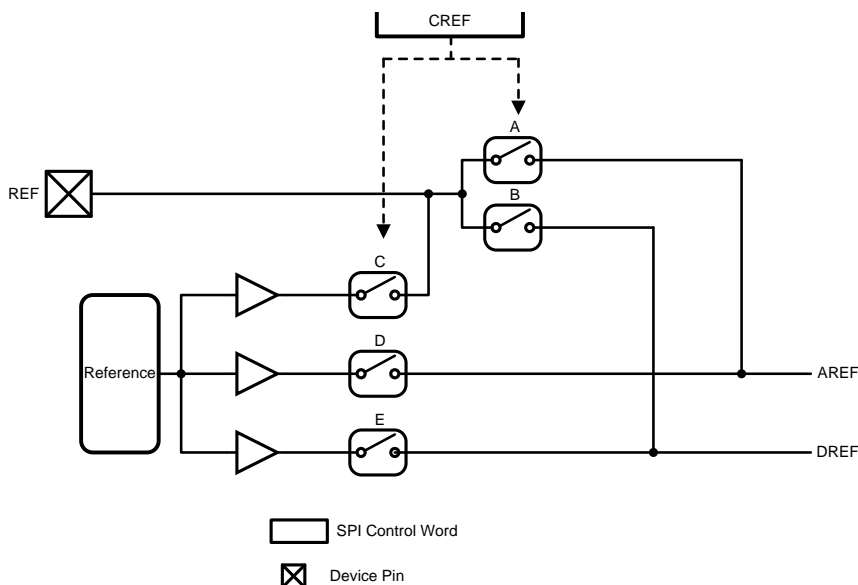 CREF
A
REF
B
C
D
Reference
AREF
E
DREF
SPI Control Word
Device Pin